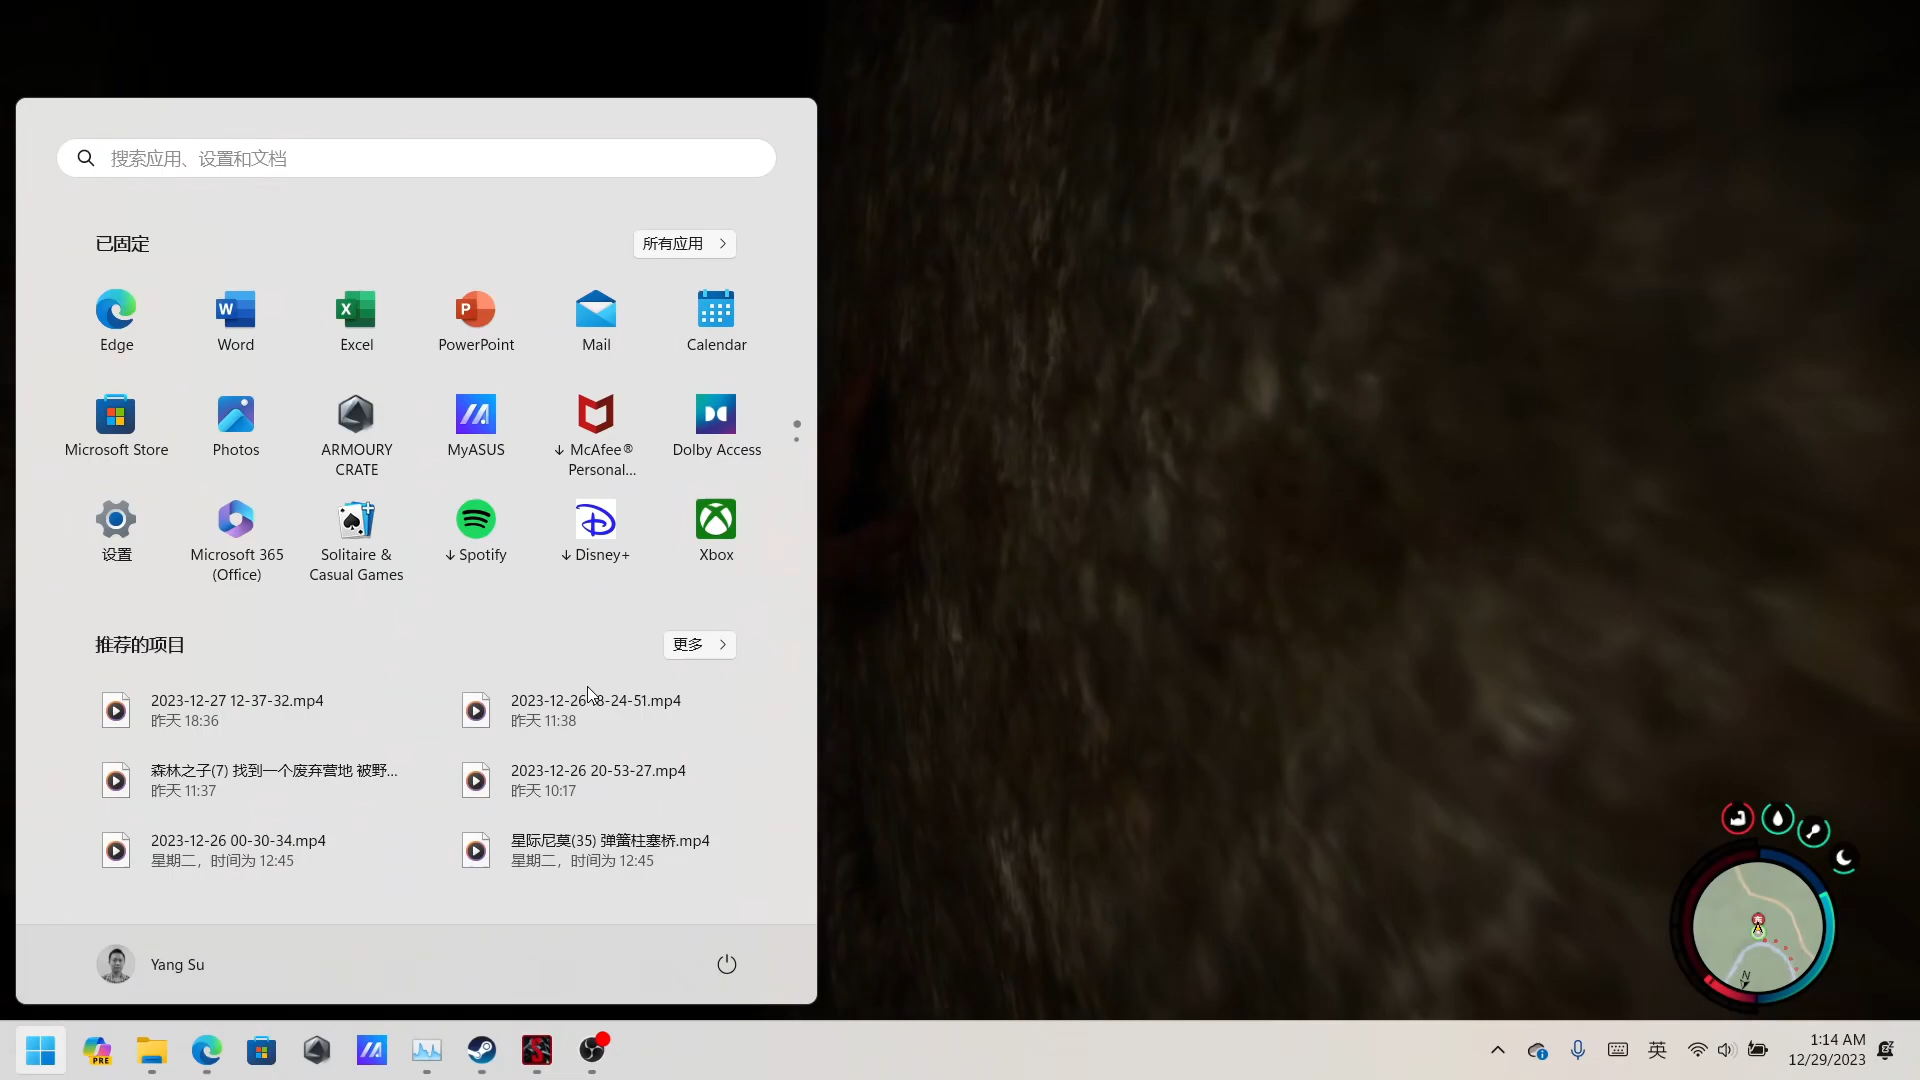 搜索应用、设置和文档
已固定
所有应用
Edge
Word
Excel
PowerPoint
Mail
Calendar
Microsoft Store
Photos
ARMOURY
CRATE
MyASUS
McAfee®
Personal...
Dolby Access
设置
Microsoft 365
(Office)
Solitaire &
Casual Games
Spotify
Disney+
Xbox
推荐的项目
更多
2023-12-27 12-37-32.mp4
昨天 18:36
2023-12-26 8-24-51.mp4
昨天 11:38
森林之子(7) 找到一个废弃营地 被野...
昨天 11:37
2023-12-26 20-53-27.mp4
昨天 10:17
2023-12-26 00-30-34.mp4
星期二，时间为 12:45
星际尼莫(35) 弹簧柱塞桥.mp4
星期二，时间为 12:45
Yang Su
N
PRE
英
1:14 AM
12/29/2023